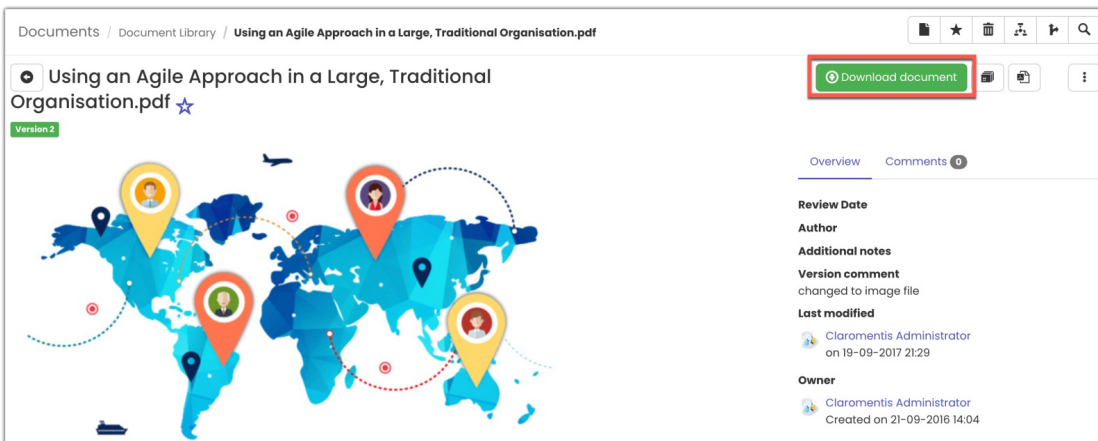 Documents / Document Library / Using an Agile Approach in a Large, Traditional Organisation.pdf
Using an Agile Approach in a Large, Traditional
Organisation.pdf
Version 2
Download document
Overview Comments 0
Review Date
Author
Additional notes
Version comment
changed to image file
Last modified
Claromentis Administrator
on 19-09-2017 21:29
Owner
Claromentis Administrator
Created on 21-09-2016 14:04